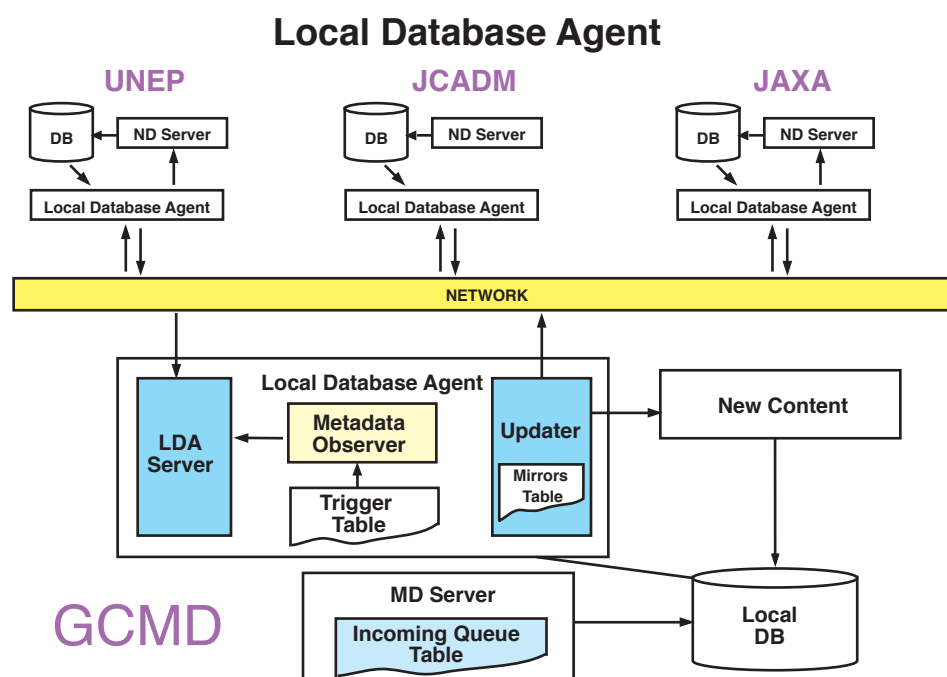 Local Database Agent
UNEP
JCADM
JAXA
DB
ND Server
DB
ND Server
DB
ND Server
Local Database Agent
Local Database Agent
Local Database Agent
NETWORK
Local Database Agent
LDA
Server
Metadada
Observer
Trigger
Table
Updater
Mirrors
Table
New Content
MD Server
Incoming Queue
Table
Local
DB
GCMD